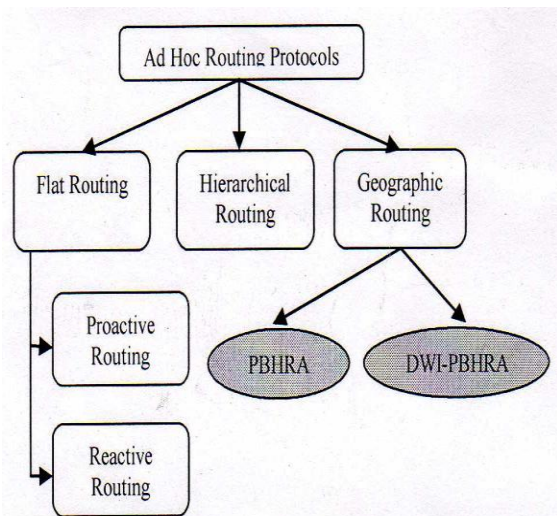 Ad Hoc Routing Protocols
Flat Routing
Hierarchical
Routing
Geographic
Routing
Proactive
Routing
PBHRA
DWI-PBHRA
Reactive
Routing